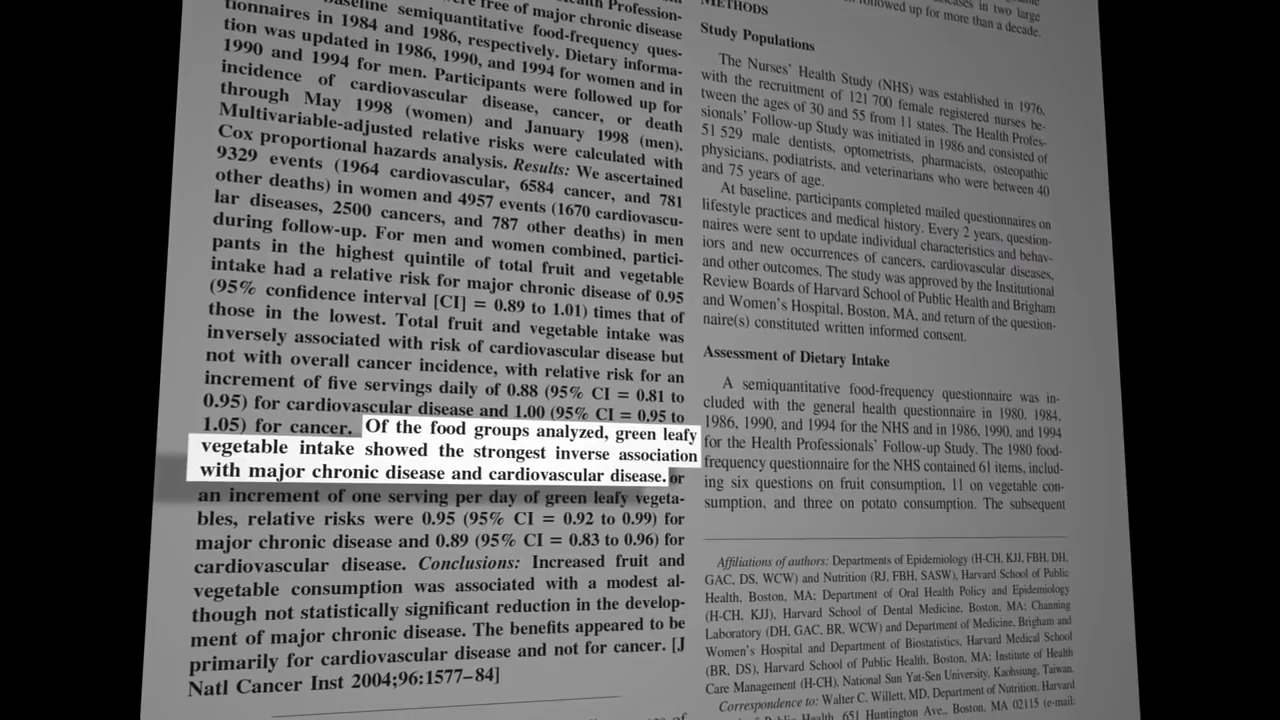 baseline semiquantitative food-frequency ques-
tionnaires in 1984 and 1986, respectively. Dietary informa-
tion was updated in 1986, 1990, and 1994 for women and in
1990 and 1994 for men. Participants were followed up for
incidence of cardiovascular disease, cancer, or death
through May 1998 (women) and January 1998 (men).
Multivariable-adjusted relative risks were calculated with
Cox proportional hazards analysis. Results: We ascertained
9329 events (1964 cardiovascular, 6584 cancer, and 781
other deaths) in women and 4957 events (1670 cardiovascu-
lar diseases, 2500 cancers, and 787 other deaths) in men
during follow-up. For men and women combined, partici-
pants in the highest quintile of total fruit and vegetable
intake had a relative risk for major chronic disease of 0.95
(95% confidence interval [CI] = 0.89 to 1.01) times that of
those in the lowest. Total fruit and vegetable intake was
inversely associated with risk of cardiovascular disease but
not with overall cancer incidence, with relative risk for an
increment of five servings daily of 0.88 (95% CI = 0.81 to
0.95) for cardiovascular disease and 1.00 (95% CI = 0.95 to
1.05) for cancer. Of the food groups analyzed, green leafy
vegetable intake showed the strongest inverse association
with major chronic disease and cardiovascular disease. or
an increment of one serving per day of green leafy vegeta-
bles, relative risks were 0.95 (95% CI = 0.92 to 0.99) for
major chronic disease and 0.89 (95% CI = 0.83 to 0.96) for
cardiovascular disease. Conclusions: Increased fruit and
vegetable consumption was associated with a modest al-
though not statistically significant reduction in the develop-
ment of major chronic disease. The benefits appeared to be
primarily for cardiovascular disease and not for cancer. [J
Natl Cancer Inst 2004;96:1577–84]
followed up for more than a decade.
METHODS
Study Populations
The Nurses' Health Study (NHS) was established in 1976,
with the recruitment of 121 700 female registered nurses be-
tween the ages of 30 and 55 from 11 states. The Health Profes-
sionals' Follow-up Study was initiated in 1986 and consisted of
51 529 male dentists, optometrists, pharmacists, osteopathic
physicians, podiatrists, and veterinarians who were between 40
and 75 years of age.
At baseline, participants completed mailed questionnaires on
lifestyle practices and medical history. Every 2 years, question-
naires were sent to update individual characteristics and behav-
iors and new occurrences of cancers, cardiovascular diseases,
and other outcomes. The study was approved by the Institutional
Review Boards of Harvard School of Public Health and Brigham
and Women's Hospital, Boston, MA, and return of the question-
naire(s) constituted written informed consent.
Assessment of Dietary Intake
A semiquantitative food-frequency questionnaire was in-
cluded with the general health questionnaire in 1980, 1984,
1986, 1990, and 1994 for the NHS and in 1986, 1990, and 1994
for the Health Professionals' Follow-up Study. The 1980 food-
frequency questionnaire for the NHS contained 61 items, includ-
ing six questions on fruit consumption, 11 on vegetable con-
sumption, and three on potato consumption. The subsequent
Affiliations of authors: Departments of Epidemiology (H-CH, KJJ, FBH, DH,
GAC, DS, WCW) and Nutrition (RJ, FBH, SASW), Harvard School of Public
Health, Boston, MA; Department of Oral Health Policy and Epidemiology
(H-CH, KJJ), Harvard School of Dental Medicine, Boston, MA; Channing
Laboratory (DH, GAC, BR, WCW) and Department of Medicine, Brigham and
Women's Hospital and Department of Biostatistics, Harvard Medical School
(BR, DS), Harvard School of Public Health, Boston, MA; Institute of Health
Care Management (H-CH), National Sun Yat-Sen University, Kaohsiung, Taiwan.
Correspondence to: Walter C. Willett, MD, Department of Nutrition, Harvard
Health, 651 Huntington Ave., Boston, MA 02115 (e-mail: